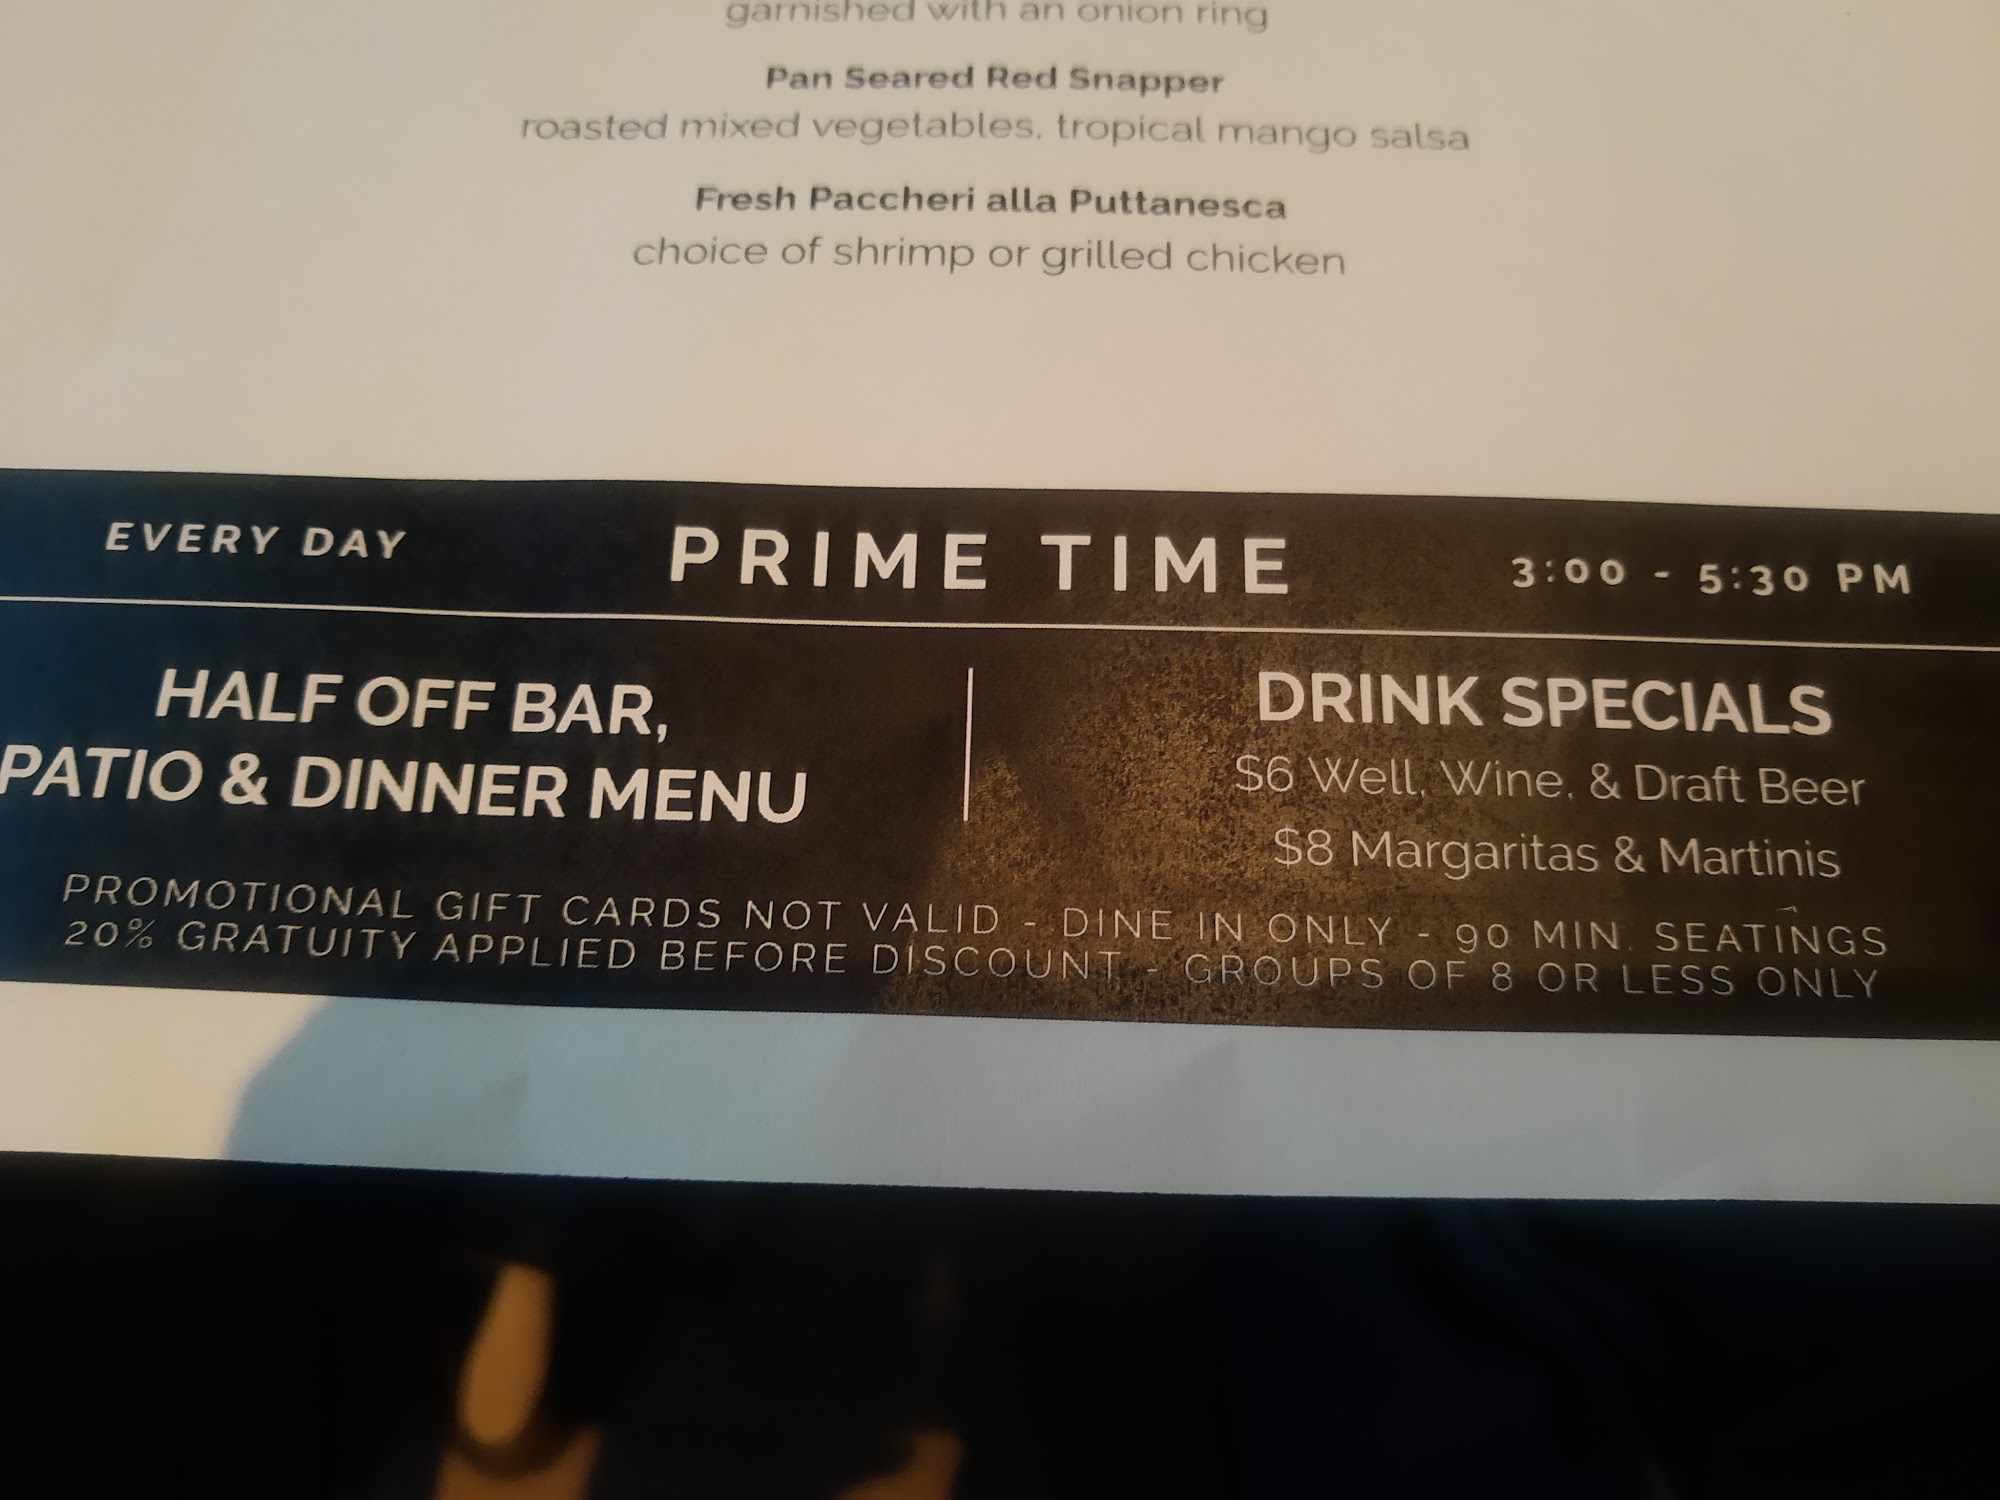 garnished with an onion ring
Pan Seared Red Snapper
roasted mixed vegetables, tropical mango salsa
Fresh Paccheri alla Puttanesca
choice of shrimp or grilled chicken
EVERY DAY PRIME TIME 3:00 - 5:30 PM
HALF OFF BAR,
PATIO & DINNER MENU
DRINK SPECIALS
$6 Well, Wine, & Draft Beer
$8 Margaritas & Martinis
PROMOTIONAL GIFT CARDS NOT VALID - DINE IN ONLY - 90 MIN. SEATINGS
20% GRATUITY APPLIED BEFORE DISCOUNT - GROUPS OF 8 OR LESS ONLY